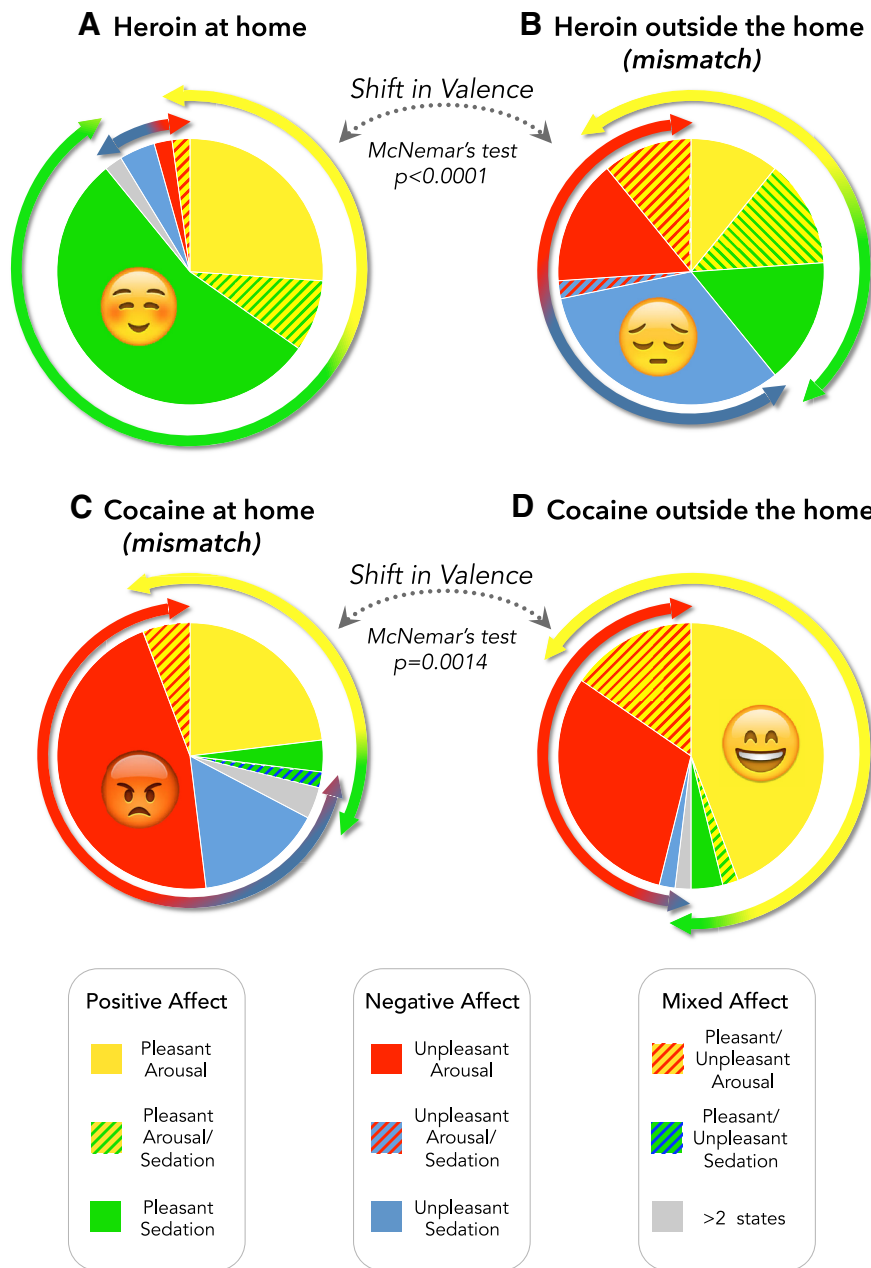 A Heroin at home
B Heroin outside the home
(mismatch)
Shift in Valence
McNemar's test
p<0.0001
C Cocaine at home
(mismatch)
D Cocaine outside the home
Shift in Valence
McNemar's test
p=0.0014
Positive Affect
Pleasant
Arousal
Pleasant
Arousal/
Sedation
Pleasant
Sedation
Negative Affect
Unpleasant
Arousal
Unpleasant
Arousal/
Sedation
Unpleasant
Sedation
Mixed Affect
Pleasant/
Unpleasant
Arousal
Pleasant/
Unpleasant
Sedation
>2 states